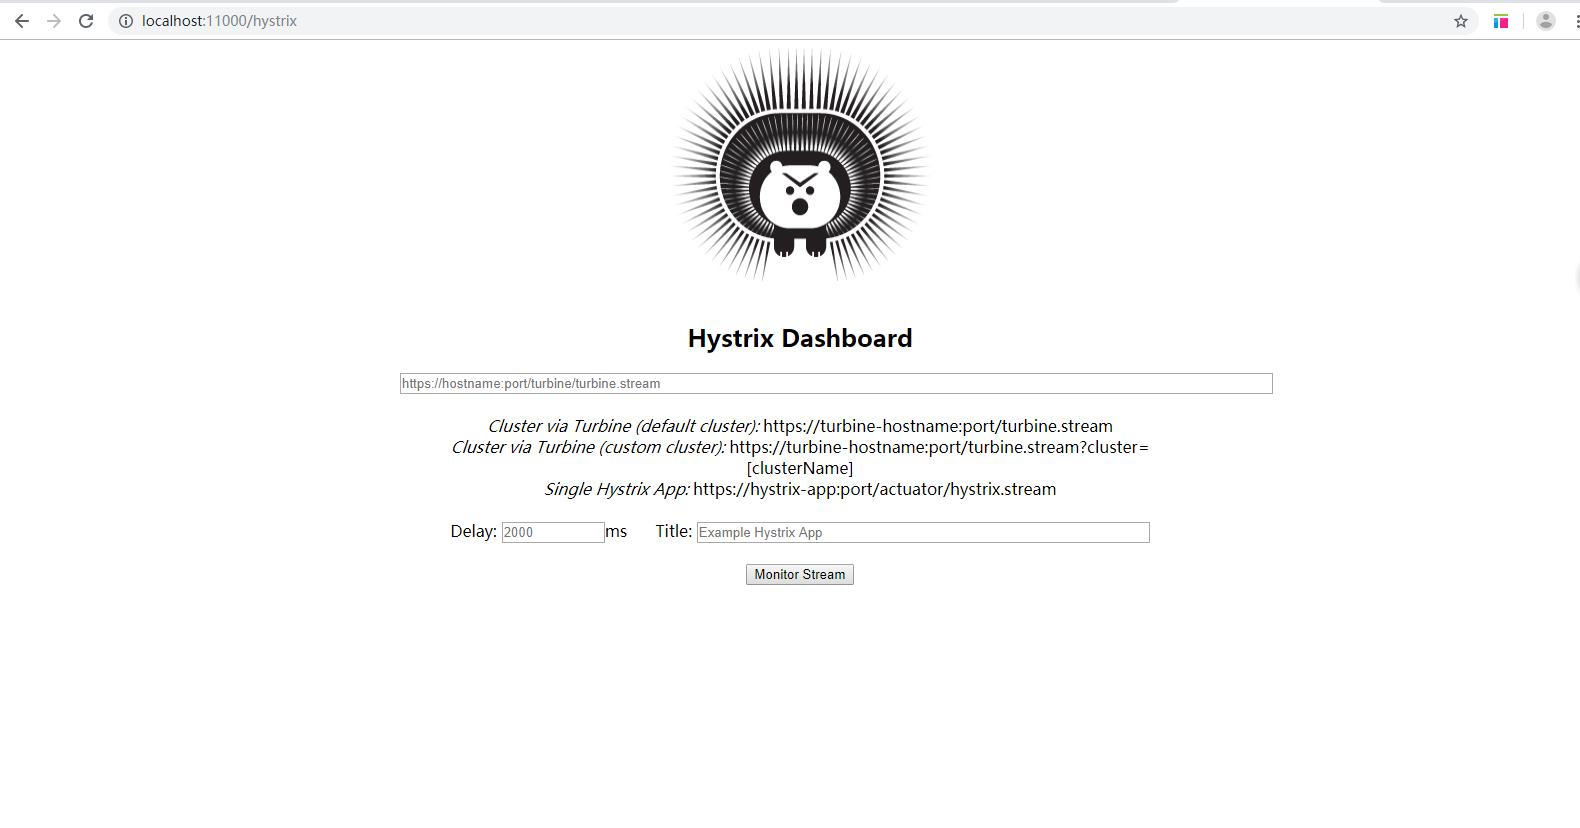 localhost:11000/hystrix
Hystrix Dashboard
https://hostname:port/turbine/turbine.stream
Cluster via Turbine (default cluster): https://turbine-hostname:port/turbine.stream
Cluster via Turbine (custom cluster): https://turbine-hostname:port/turbine.stream?cluster=
[clusterName]
Single Hystrix App: https://hystrix-app:port/actuator/hystrix.stream
Delay: 2000 ms Title: Example Hystrix App
Monitor Stream